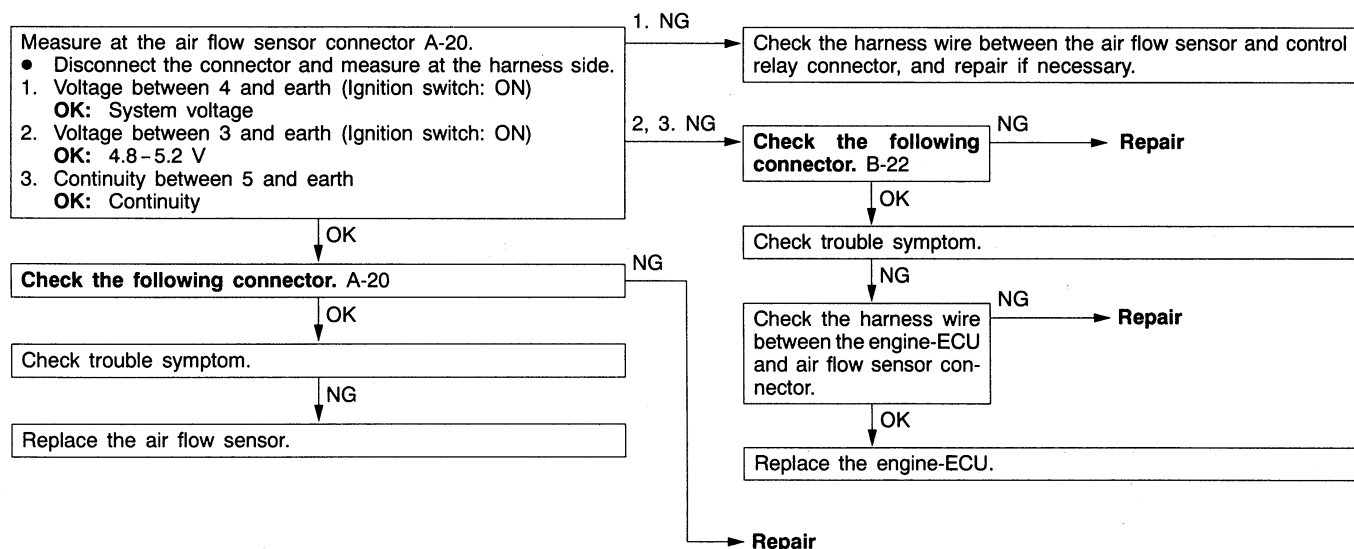 Measure at the air flow sensor connector A-20.
● Disconnect the connector and measure at the harness side.
1. Voltage between 4 and earth (Ignition switch: ON)
OK: System voltage
2. Voltage between 3 and earth (Ignition switch: ON)
OK: 4.8–5.2 V
3. Continuity between 5 and earth
OK: Continuity
1. NG
Check the harness wire between the air flow sensor and control
relay connector, and repair if necessary.
2, 3. NG
Check the following
connector. B-22
NG
Repair
OK
Check trouble symptom.
NG
Check the harness wire
between the engine-ECU
and air flow sensor con-
nector.
NG
Repair
OK
Replace the engine-ECU.
OK
Check the following connector. A-20
NG
Repair
OK
Check trouble symptom.
NG
Replace the air flow sensor.